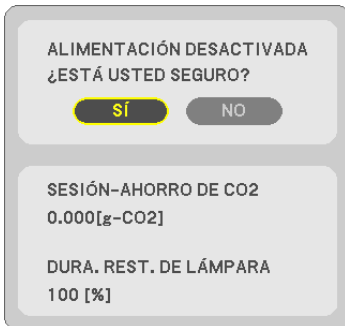 ALIMENTACIÓN DESACTIVADA
¿ESTÁ USTED SEGURO?
SÍ NO
SESIÓN-AHORRO DE CO2
0.000[g-CO2]
DURA. REST. DE LÁMPARA
100 [%]